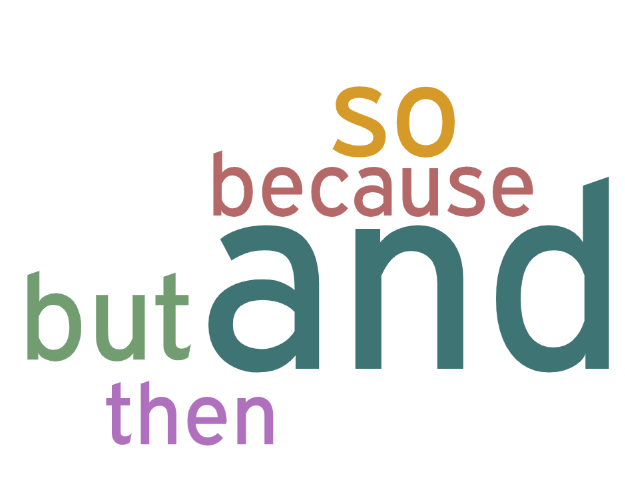 so
because
and
but
then